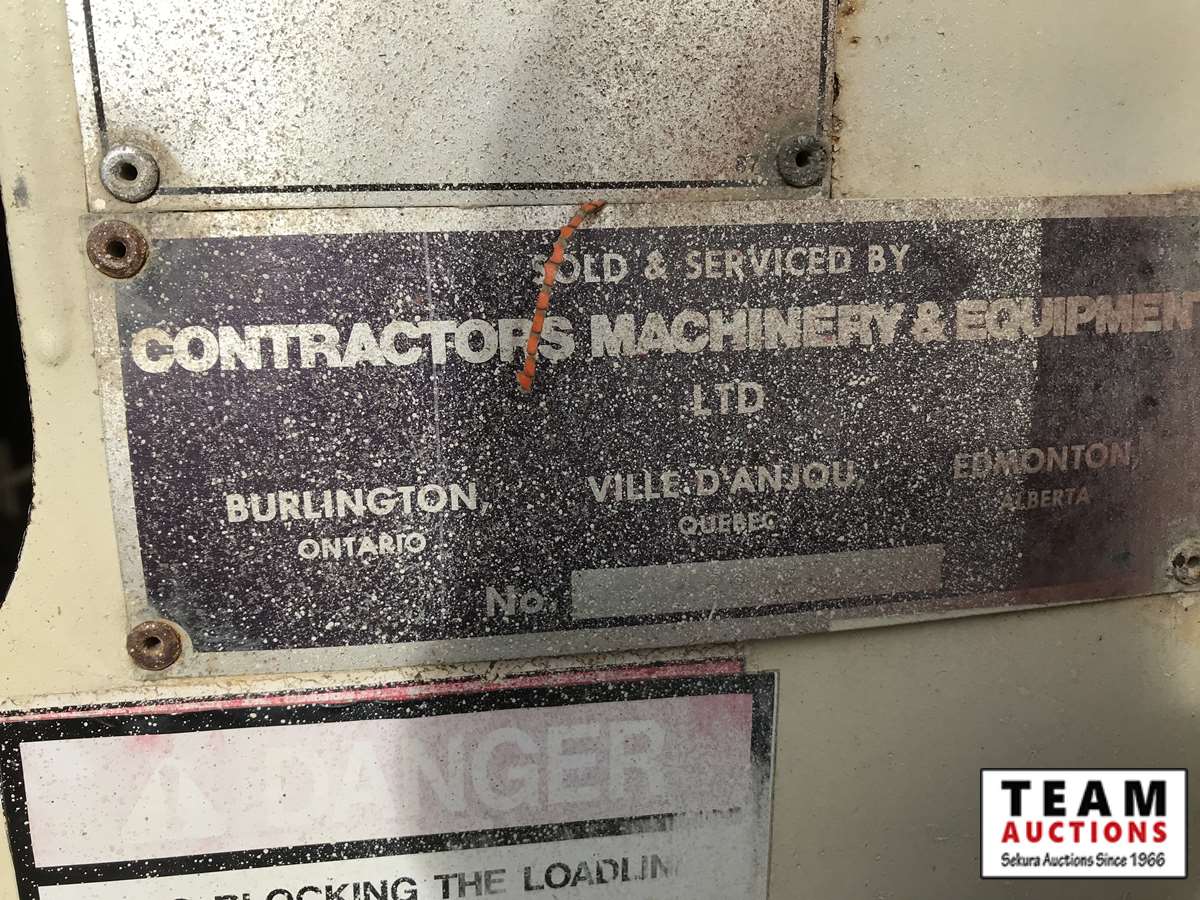 87
SOLD & SERVICED BY
CONTRACTORS MACHINERY & EQUIPMENT
LTD
BURLINGTON,
ONTARIO
VILLE D'ANJOU,
QUEBEC
EDMONTON,
ALBERTA
No.
DANGER
BLOCKING THE
TEAM
AUCTIONS
Sekura Auctions Since 1966